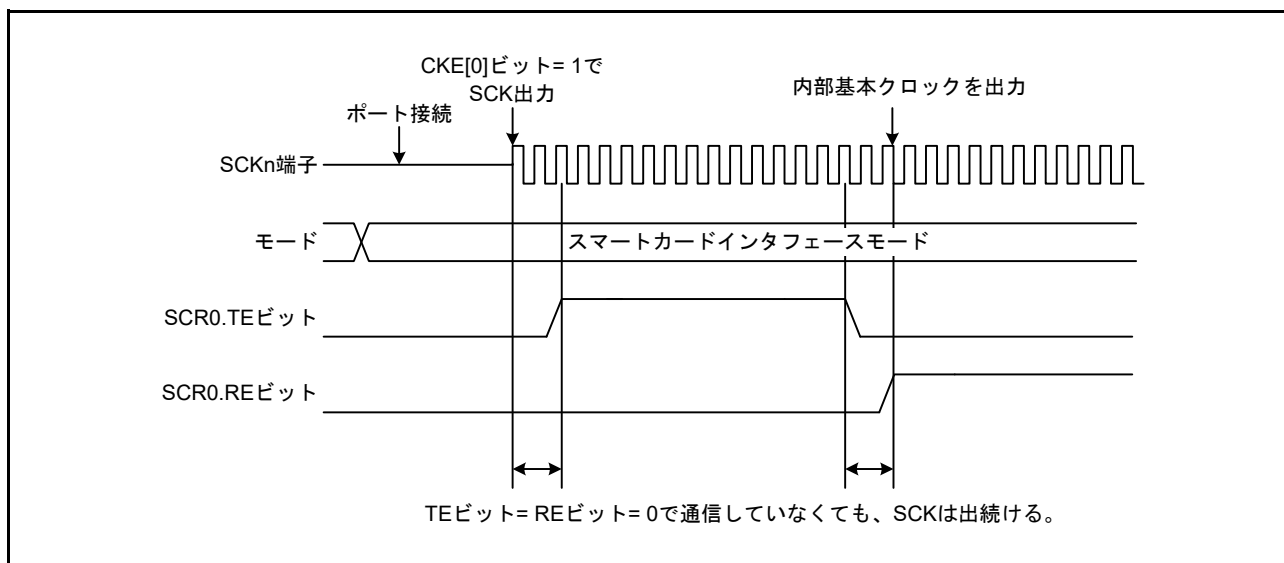 CKE[0]ビット= 1で
SCK出力
内部基本クロックを出力
ポート接続
SCKn端子
モード
スマートカードインタフェースモード
SCR0.TEビット
SCR0.REビット
TEビット= REビット= 0で通信していなくても、SCKは出続ける。